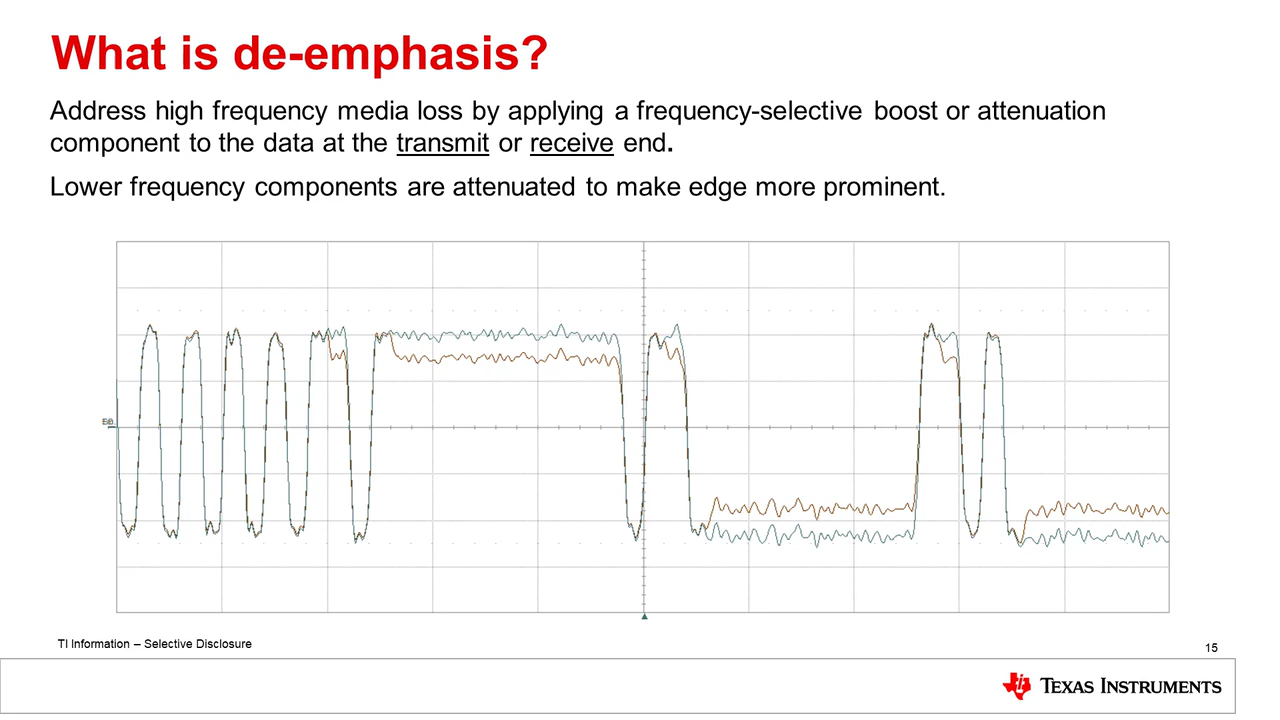 What is de-emphasis?
Address high frequency media loss by applying a frequency-selective boost or attenuation
component to the data at the transmit or receive end.
Lower frequency components are attenuated to make edge more prominent.
TI Information – Selective Disclosure
15
TEXAS INSTRUMENTS